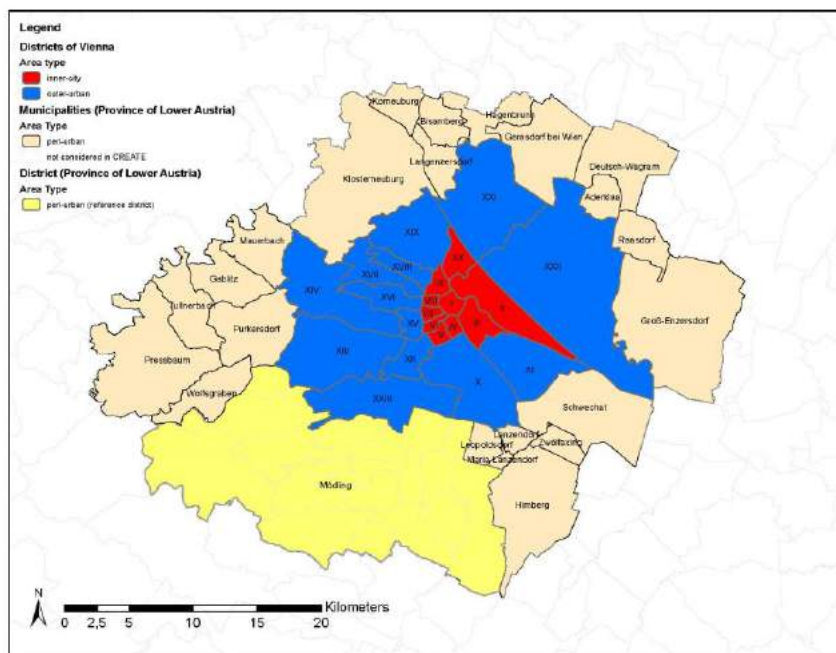 Legend
Districts of Vienna
Area type
inner-city
outer-urban
Municipalities (Province of Lower Austria)
Area Type
peri-urban
not considered in CREATE
District (Province of Lower Austria)
Area Type
peri-urban (reference district)
Korneuburg
Bisamberg
Hagenbrunn
Gerasdorf bei Wien
Langenzersdorf
Deutsch-Wagram
Klosterneuburg
Aderklaa
XXI
XIX
Mauerbach
Raasdorf
XX
XVIII
XXII
Gablitz
XVII
IX
XIV
XVI
VIII
I
II
Tullnerbach
VII
Purkersdorf
XV
VI
IV
III
Groß-Enzersdorf
V
Pressbaum
XIII
XII
XI
Wolfsgraben
X
XXIII
Schwechat
Lanzendorf
Leopoldsdorf
Zwölfaxing
Maria-Lanzendorf
Mödling
Himberg
N
Kilometers
0 2,5 5 10 15 20